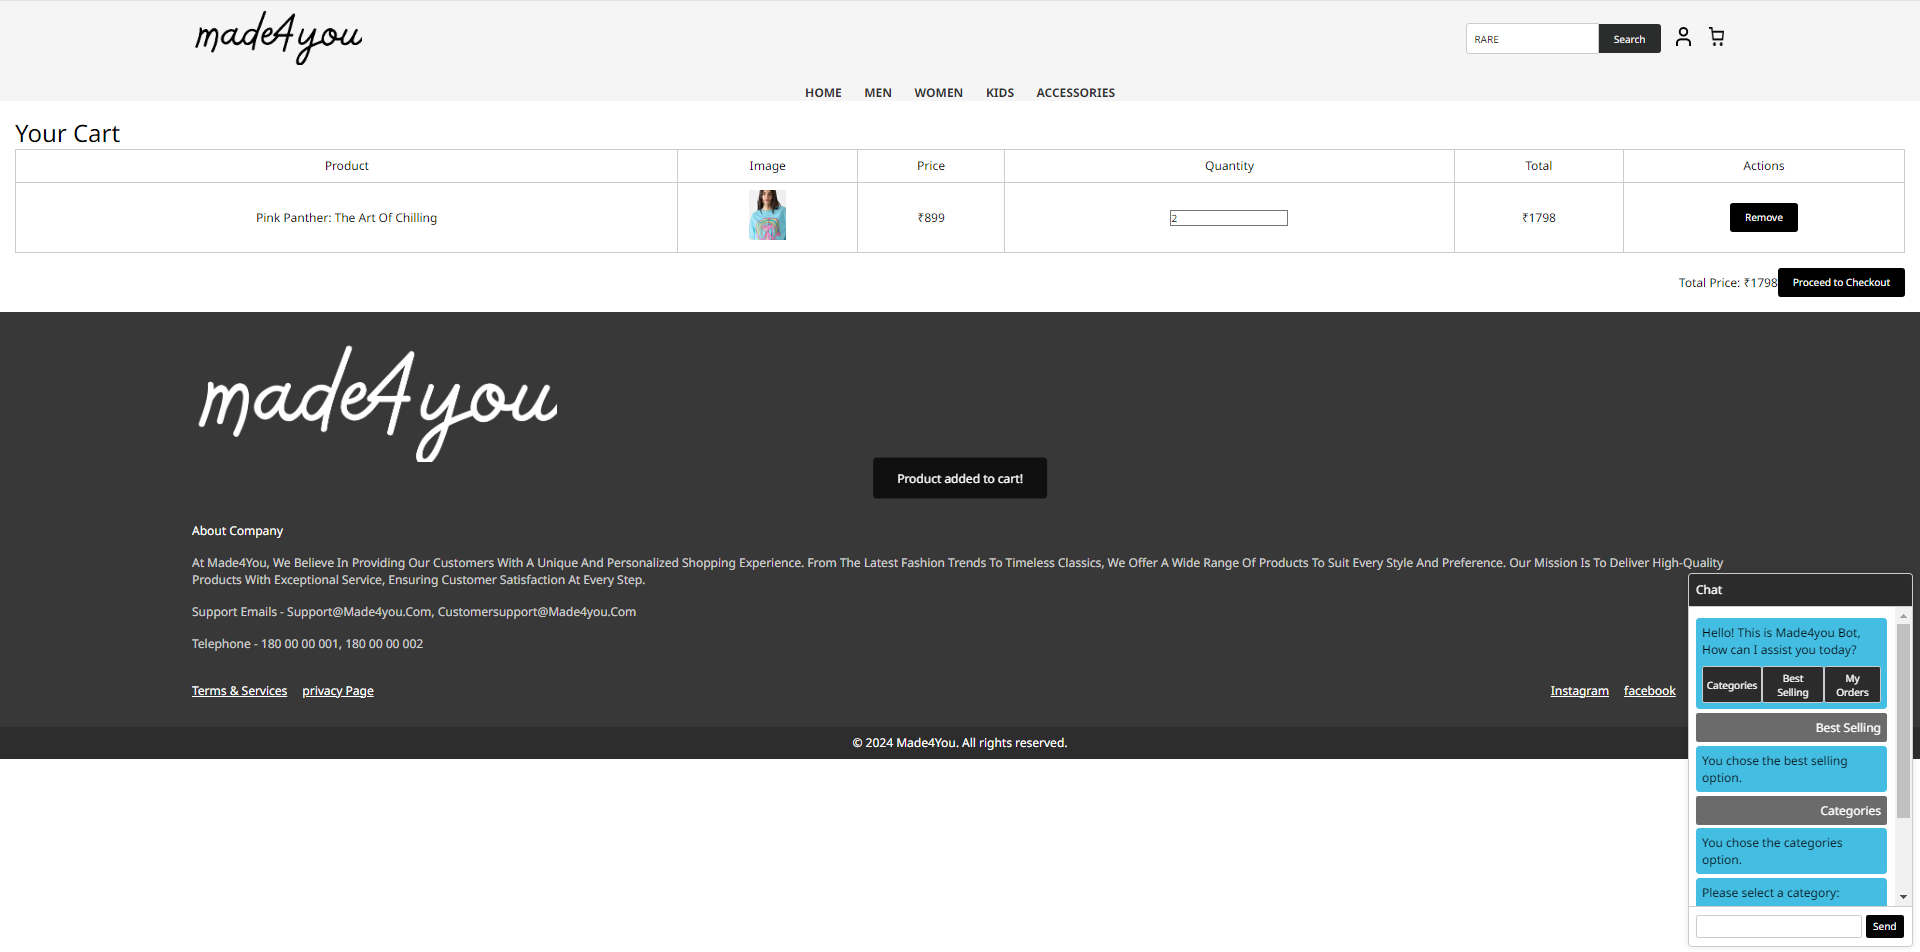 made4you
RARE
Search
HOME MEN WOMEN KIDS ACCESSORIES
Your Cart
Product Image Price Quantity Total Actions
Pink Panther: The Art Of Chilling ₹899 2 ₹1798 Remove
Total Price: ₹1798 Proceed to Checkout
made4you
Product added to cart!
About Company
At Made4You, We Believe In Providing Our Customers With A Unique And Personalized Shopping Experience. From The Latest Fashion Trends To Timeless Classics, We Offer A Wide Range Of Products To Suit Every Style And Preference. Our Mission Is To Deliver High-Quality
Products With Exceptional Service, Ensuring Customer Satisfaction At Every Step.
Support Emails - Support@Made4you.Com, Customersupport@Made4you.Com
Telephone - 180 00 00 001, 180 00 00 002
Terms & Services privacy Page
Instagram facebook
© 2024 Made4You. All rights reserved.
Chat
Hello! This is Made4you Bot,
How can I assist you today?
Categories
Best
Selling
My
Orders
Best Selling
You chose the best selling
option.
Categories
You chose the categories
option.
Please select a category:
Send